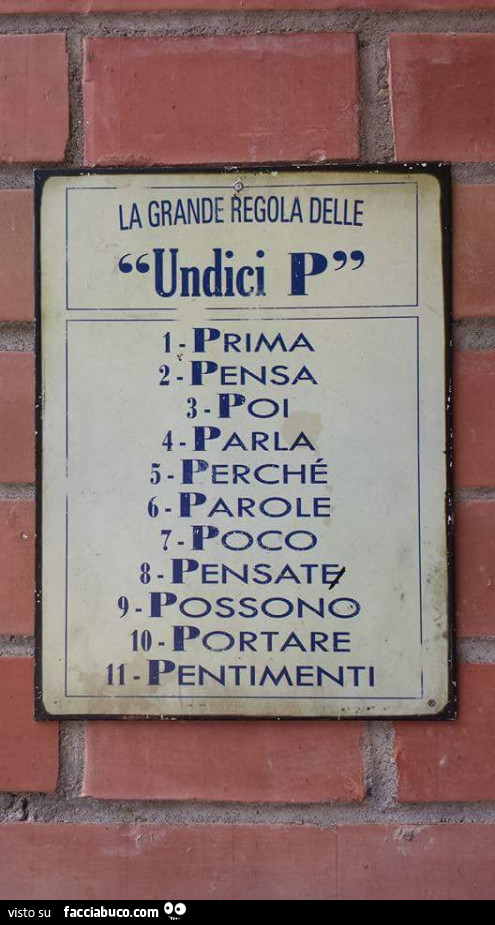 LA GRANDE REGOLA DELLE
“Undici P”
1 - PRIMA
2 - PENSA
3 - POI
4 - PARLA
5 - PERCHÉ
6 - PAROLE
7 - POCO
8 - PENSATE
9 - POSSONO
10 - PORTARE
11 - PENTIMENTI
®
visto su facciabuco.com